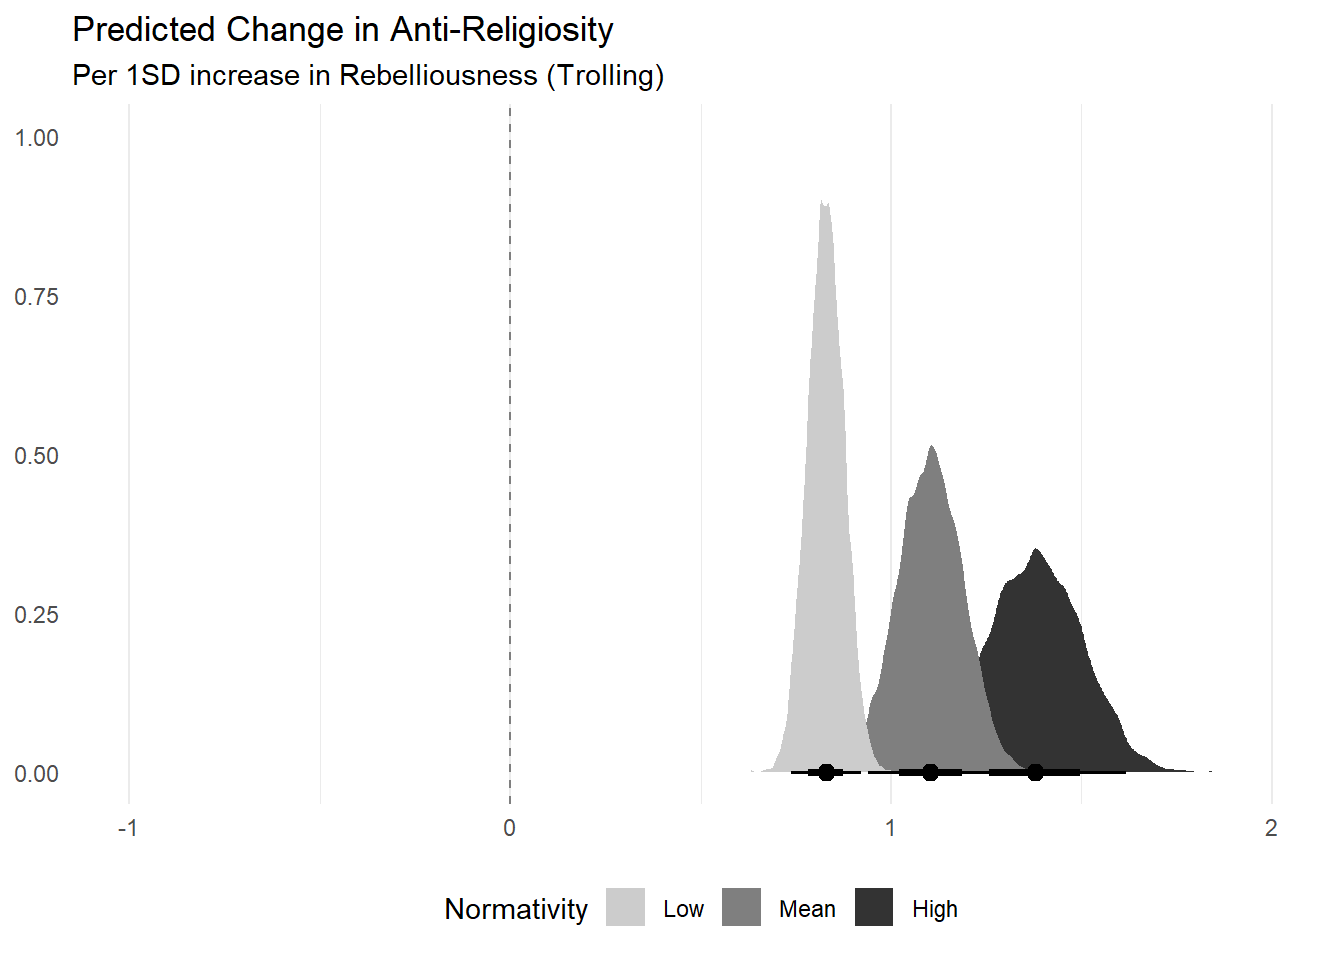 Predicted Change in Anti-Religiosity
Per 1SD increase in Rebelliousness (Trolling)
1.00
0.75
0.50
0.25
0.00
-1 0 1 2
Normativity Low Mean High